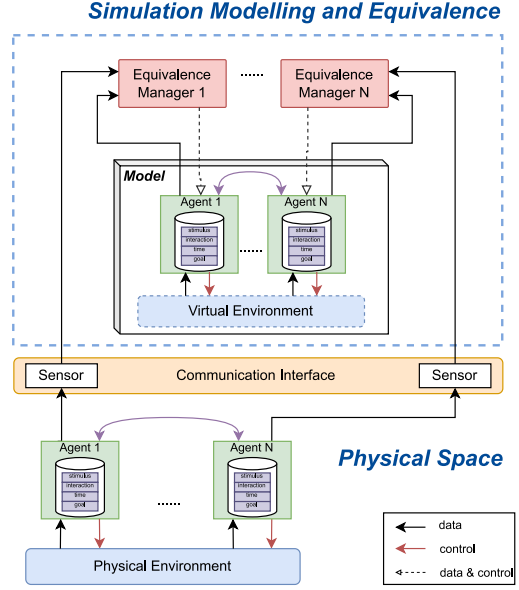 Simulation Modelling and Equivalence
Equivalence
Manager 1
......
Equivalence
Manager N
Model
Agent 1
stimulus
interaction
time
goal
......
Agent N
stimulus
interaction
time
goal
Virtual Environment
Sensor
Communication Interface
Sensor
Agent 1
stimulus
interaction
time
goal
......
Agent N
stimulus
interaction
time
goal
Physical Space
Physical Environment
data
control
data & control